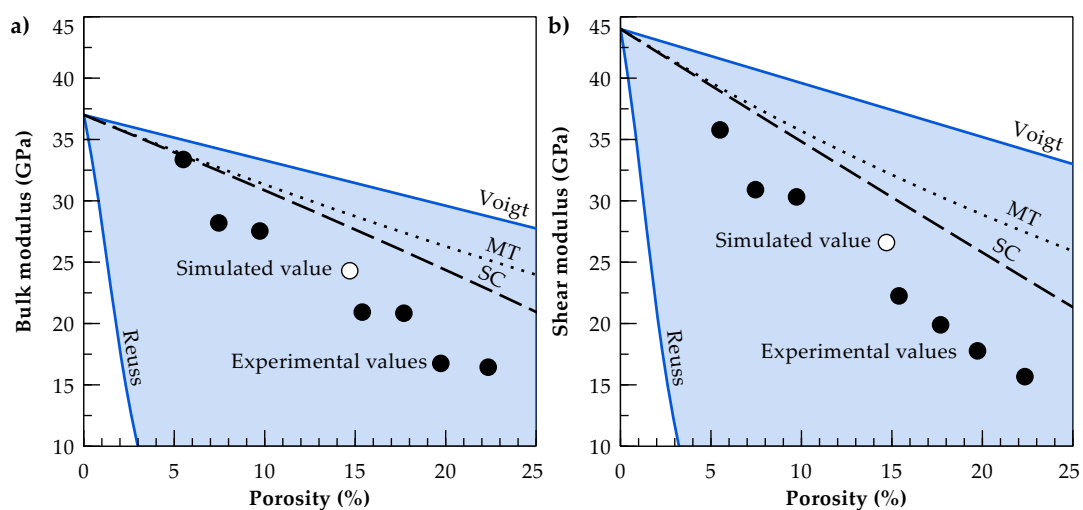 a)
45
40
35
30
25
20
15
10
Bulk modulus (GPa)
Voigt
MT
SC
Simulated value
Reuss
Experimental values
0 5 10 15 20 25
Porosity (%)
b)
45
40
35
30
25
20
15
10
Shear modulus (GPa)
Voigt
MT
SC
Simulated value
Reuss
Experimental values
0 5 10 15 20 25
Porosity (%)